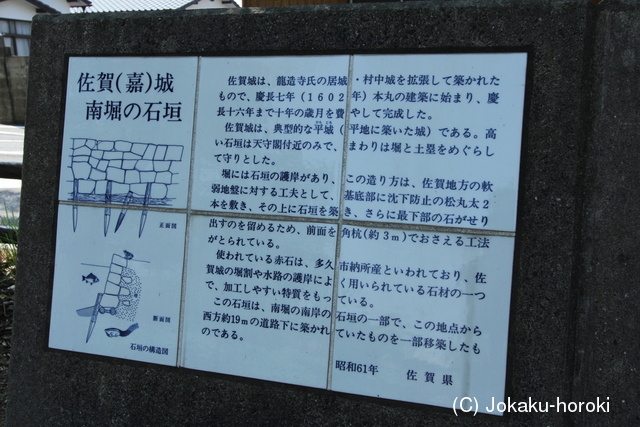 佐賀(嘉)城
南堀の石垣
正面図
断面図
石垣の構造図
佐賀城は、龍造寺氏の居城・村中城を拡張して築かれた
もので、慶長七年(1602年)本丸の建築に始まり、慶
長十六年まで十年の歳月を費やして完成した。
佐賀城は、典型的な平城(平地に築いた城)である。高
い石垣は天守閣付近のみで、まわりは堀と土塁をめぐらし
て守りとした。
堀には石垣の護岸があり、この造り方は、佐賀地方の軟
弱地盤に対する工夫として、基底部に沈下防止の松丸太2
本を敷き、その上に石垣を築き、さらに最下部の石がせり
出すのを留めるため、前面を角杭(約3m)でおさえる工法
がとられている。
使われている赤石は、多久市納所産といわれており、佐
賀城の堀割や水路の護岸によく用いられている石材の一つ
で、加工しやすい特質をもっている。
この石垣は、南堀の南岸の石垣の一部で、この地点から
西方約19mの道路下に築かれていたものを一部移築したも
のである。
昭和61年 佐賀県
(C) Jokaku-horoki